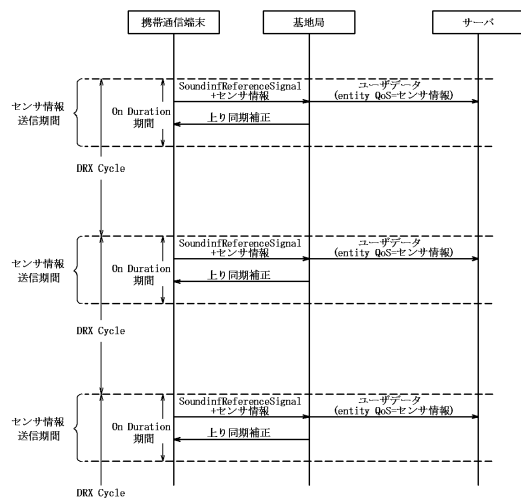 携帯通信端末
基地局
サーバ
センサ情報
送信期間
On Duration
期間
SoundinfReferenceSignal
+センサ情報
ユーザデータ
(entity QoS=センサ情報)
上り同期補正
DRX Cycle
センサ情報
送信期間
On Duration
期間
SoundinfReferenceSignal
+センサ情報
ユーザデータ
(entity QoS=センサ情報)
上り同期補正
DRX Cycle
センサ情報
送信期間
On Duration
期間
SoundinfReferenceSignal
+センサ情報
ユーザデータ
(entity QoS=センサ情報)
上り同期補正
DRX Cycle